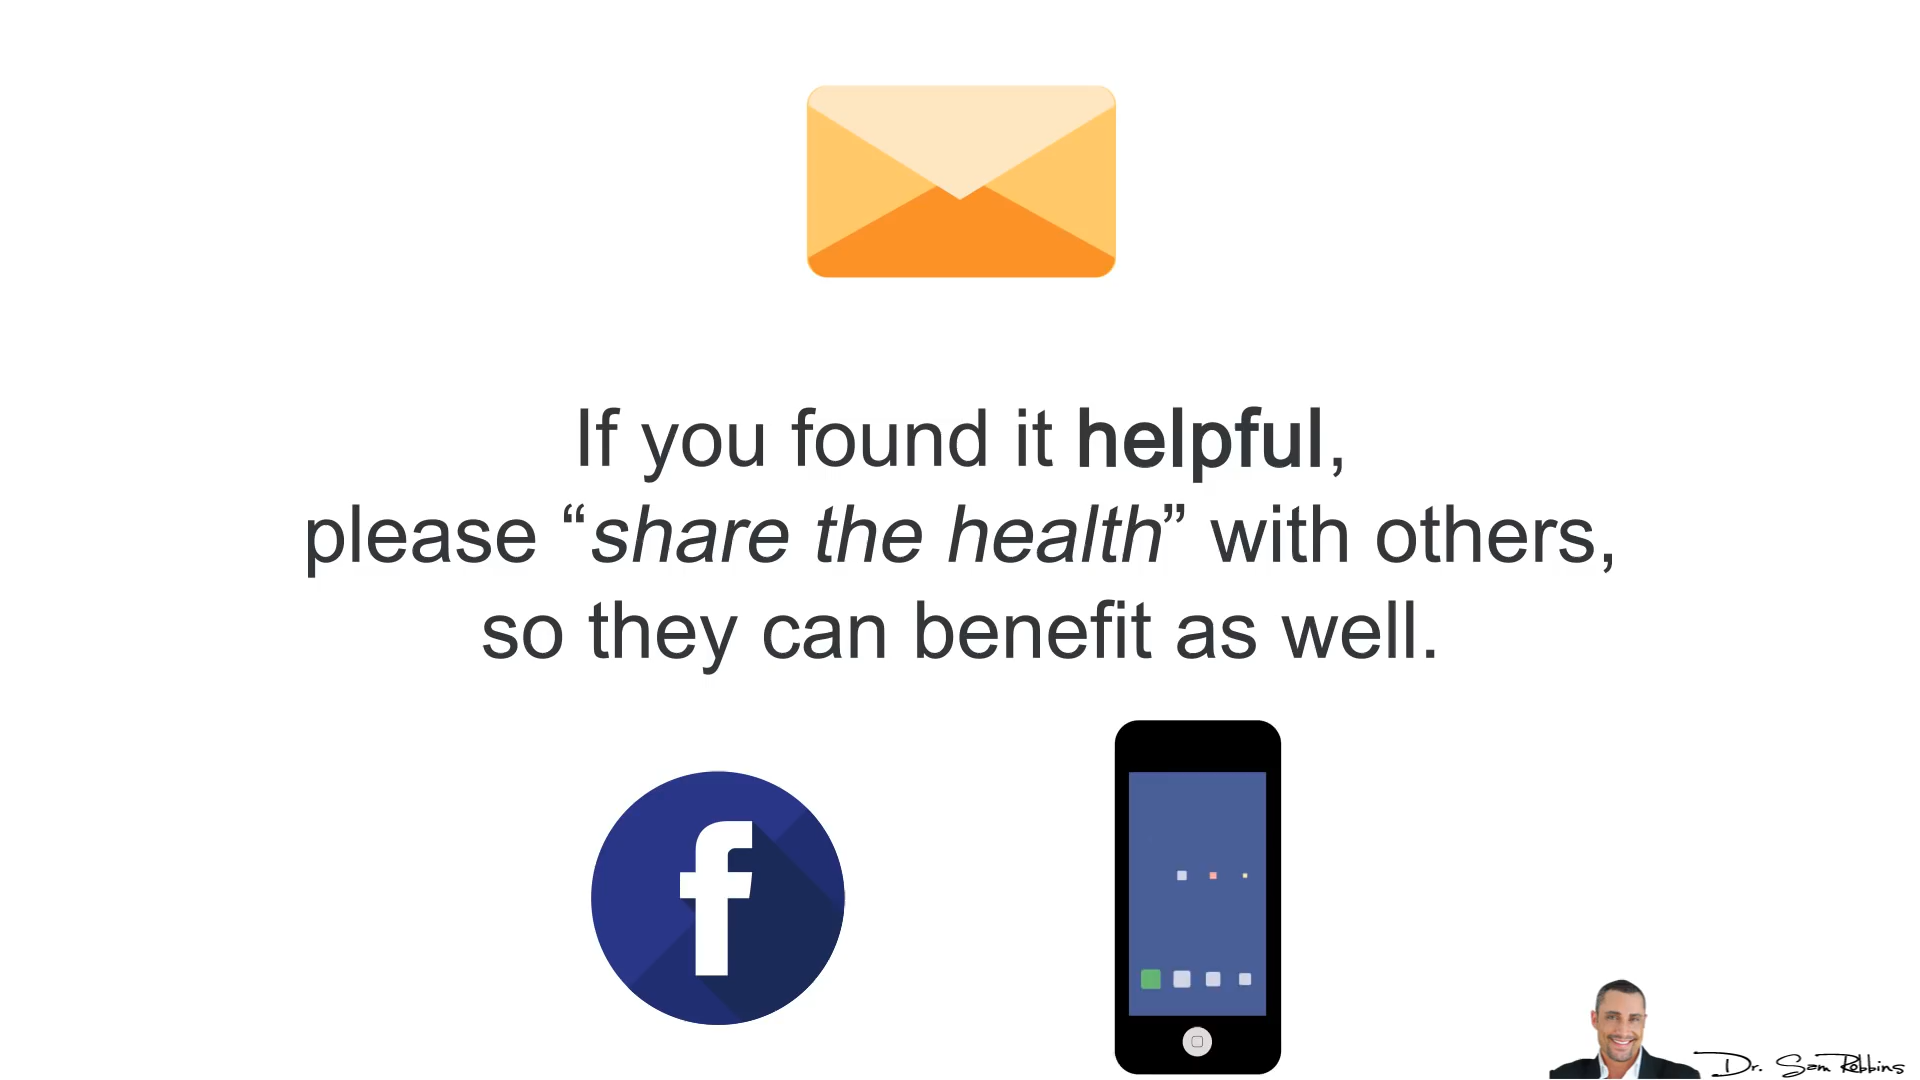 If you found it helpful,
please “share the health” with others,
so they can benefit as well.
f
Dr. Sam Robbins